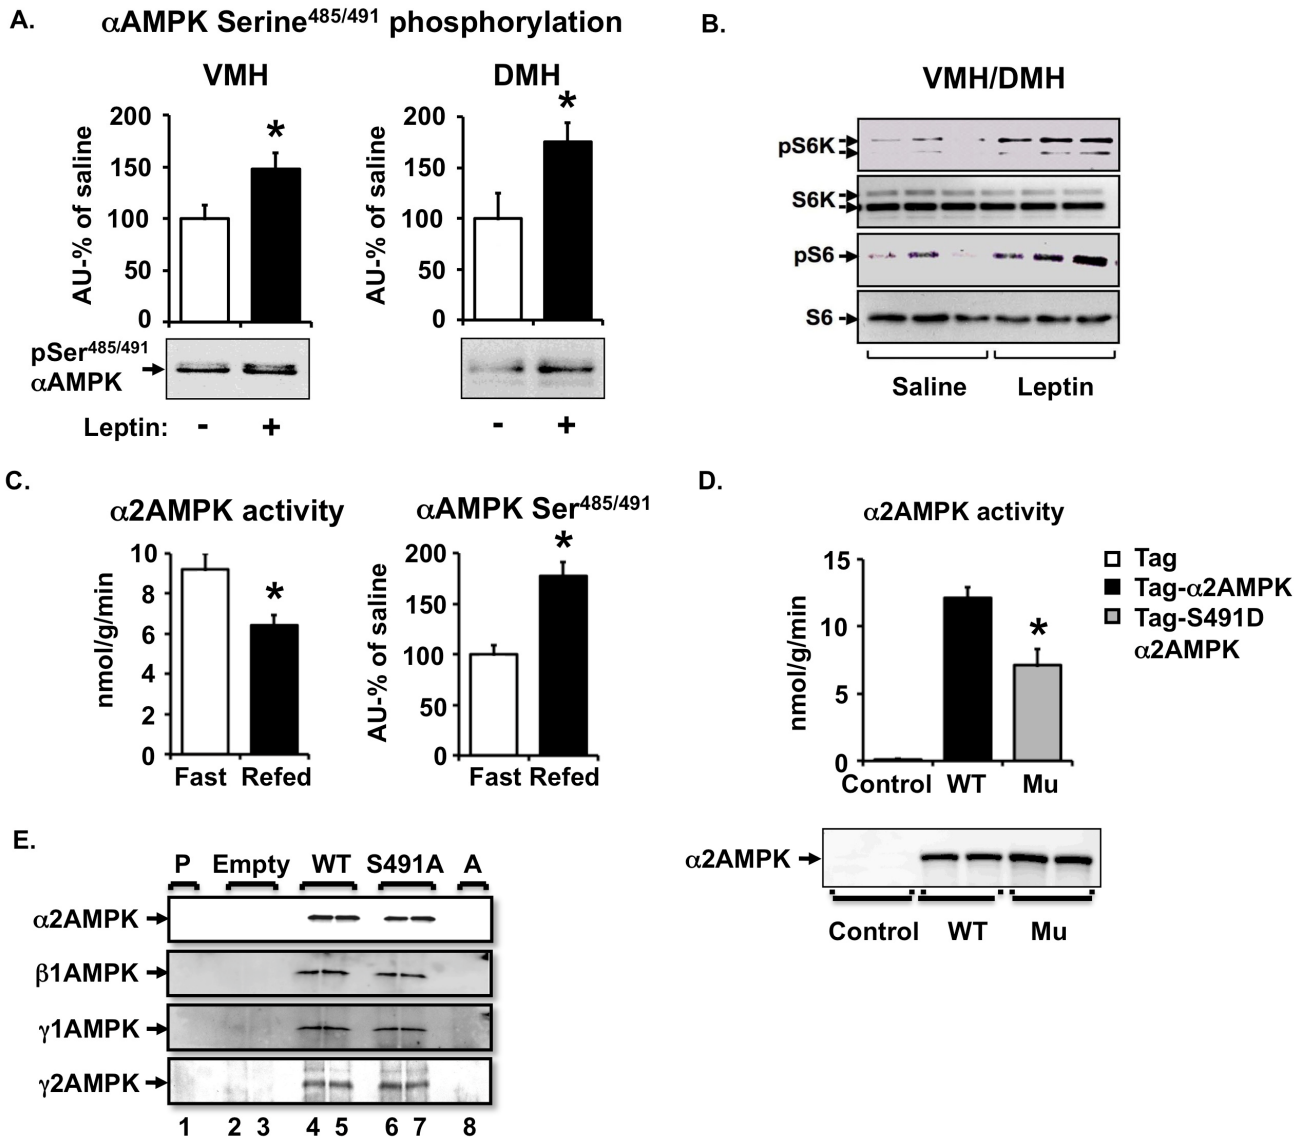 A.
αAMPK Serine485/491 phosphorylation
VMH
DMH
AU-% of saline
200
150
100
50
0
*
AU-% of saline
200
150
100
50
0
*
pSer485/491
αAMPK
Leptin:
- +
- +
B.
VMH/DMH
pS6K
S6K
pS6
S6
Saline
Leptin
C.
α2AMPK activity
nmol/g/min
10
8
6
4
2
0
*
Fast Refed
αAMPK Ser485/491
AU-% of saline
200
150
100
50
0
*
Fast Refed
D.
α2AMPK activity
nmol/g/min
15
10
5
0
*
Control WT Mu
Tag
Tag-α2AMPK
Tag-S491D
α2AMPK
α2AMPK
Control WT Mu
E.
P Empty WT S491A A
α2AMPK
β1AMPK
γ1AMPK
γ2AMPK
1 2 3 4 5 6 7 8